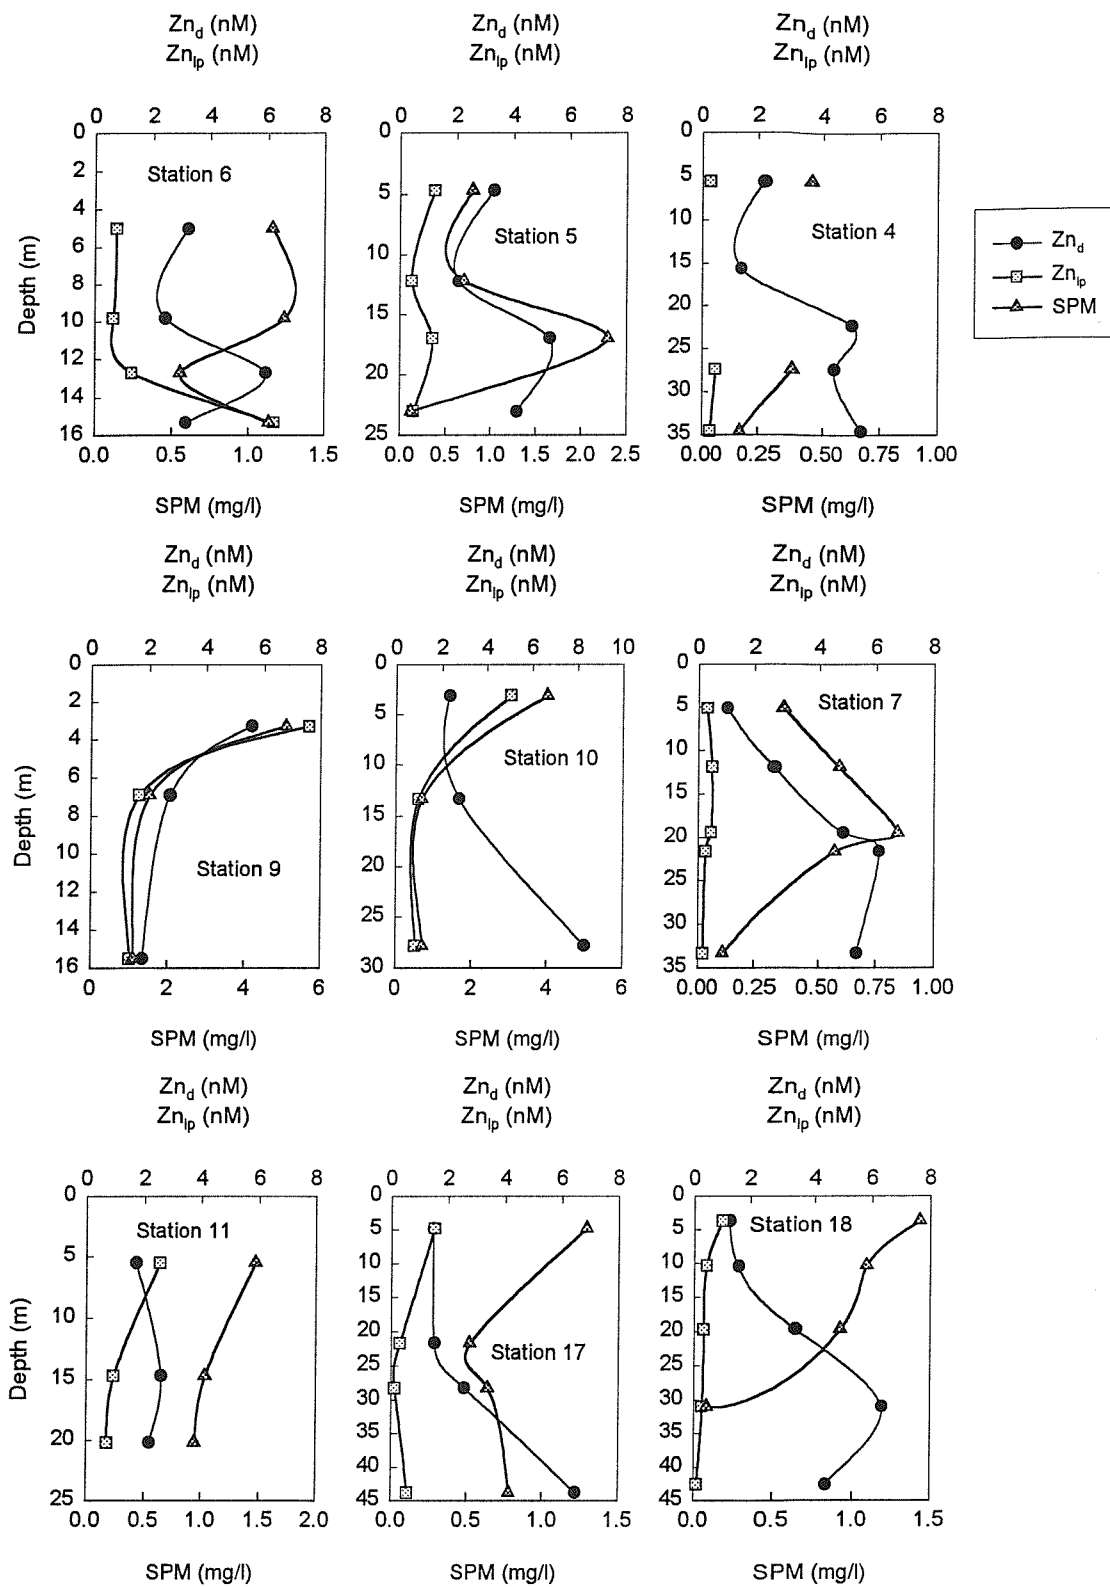 Zn_d (nM) Zn_d (nM) Zn_d (nM)
Zn_lp (nM) Zn_lp (nM) Zn_lp (nM)
0 2 4 6 8 0 2 4 6 8 0 2 4 6 8
0 2 4 6 8 10 12 14 16
Depth (m)
Station 6
0.0 0.5 1.0 1.5
SPM (mg/l)
0 5 10 15 20 25
Station 5
0.0 0.5 1.0 1.5 2.0 2.5
SPM (mg/l)
0 5 10 15 20 25 30 35
Station 4
0.00 0.25 0.50 0.75 1.00
SPM (mg/l)
Zn_d
Zn_lp
SPM
Zn_d (nM) Zn_d (nM) Zn_d (nM)
Zn_lp (nM) Zn_lp (nM) Zn_lp (nM)
0 2 4 6 8 0 2 4 6 8 10 0 2 4 6 8
0 2 4 6 8 10 12 14 16
Depth (m)
Station 9
0 2 4 6
SPM (mg/l)
0 5 10 15 20 25 30
Station 10
0 2 4 6
SPM (mg/l)
0 5 10 15 20 25 30 35
Station 7
0.00 0.25 0.50 0.75 1.00
SPM (mg/l)
Zn_d (nM) Zn_d (nM) Zn_d (nM)
Zn_lp (nM) Zn_lp (nM) Zn_lp (nM)
0 2 4 6 8 0 2 4 6 8 0 2 4 6 8
0 5 10 15 20 25
Depth (m)
Station 11
0.0 0.5 1.0 1.5 2.0
SPM (mg/l)
0 5 10 15 20 25 30 35 40 45
Station 17
0.0 0.5 1.0 1.5
SPM (mg/l)
0 5 10 15 20 25 30 35 40 45
Station 18
0.0 0.5 1.0 1.5
SPM (mg/l)